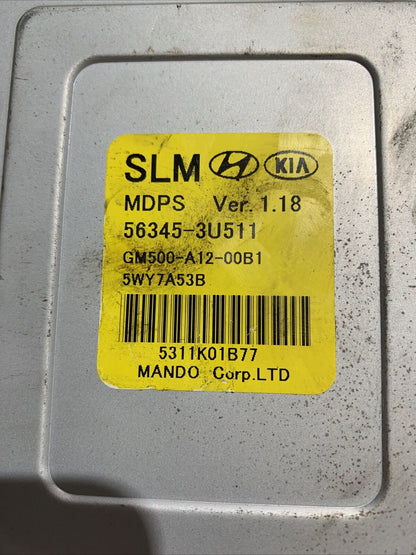 SLM KIA
MDPS Ver. 1.18
56345-3U511
GM500-A12-00B1
5WY7A53B
5311K01B77
MANDO Corp.LTD